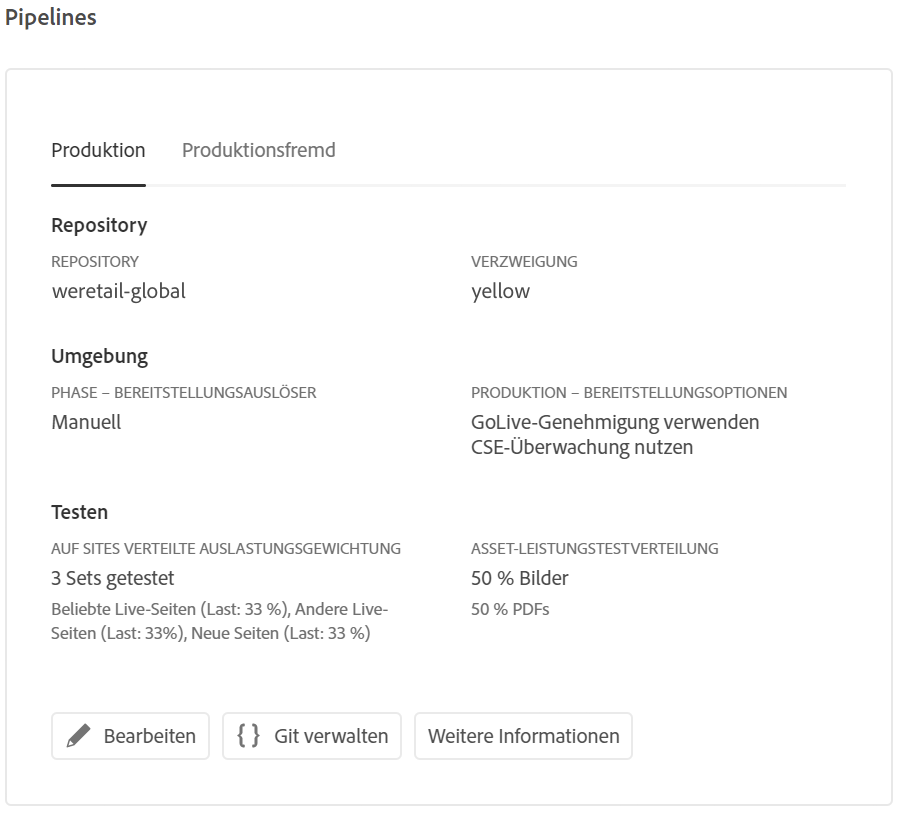 Pipelines
Produktion
Produktionsfremd
Repository
REPOSITORY
weretail-global
VERZWEIGUNG
yellow
Umgebung
PHASE – BEREITSTELLUNGSAUSLÖSER
Manuell
PRODUKTION – BEREITSTELLUNGSOPTIONEN
GoLive-Genehmigung verwenden
CSE-Überwachung nutzen
Testen
AUF SITES VERTEILTE AUSLASTUNGSGEWICHTUNG
3 Sets getestet
Beliebte Live-Seiten (Last: 33 %), Andere Live-
Seiten (Last: 33%), Neue Seiten (Last: 33 %)
ASSET-LEISTUNGSTESTVERTEILUNG
50 % Bilder
50 % PDFs
Bearbeiten
{ } Git verwalten
Weitere Informationen